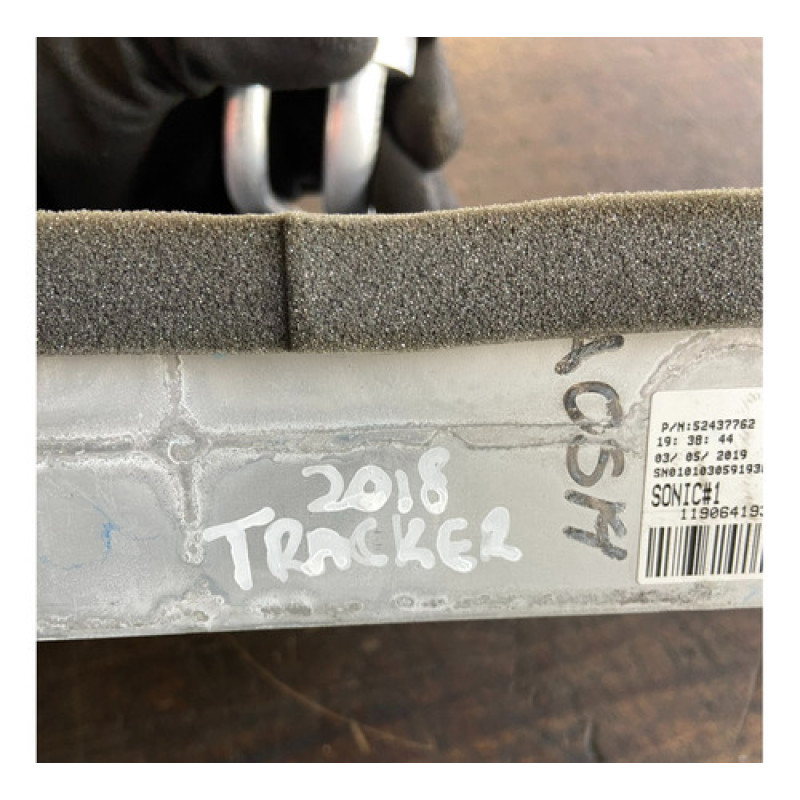 2018
TRACKER
P/N:52437762
19: 38: 44
03/ 05/ 2019
SONIC#1